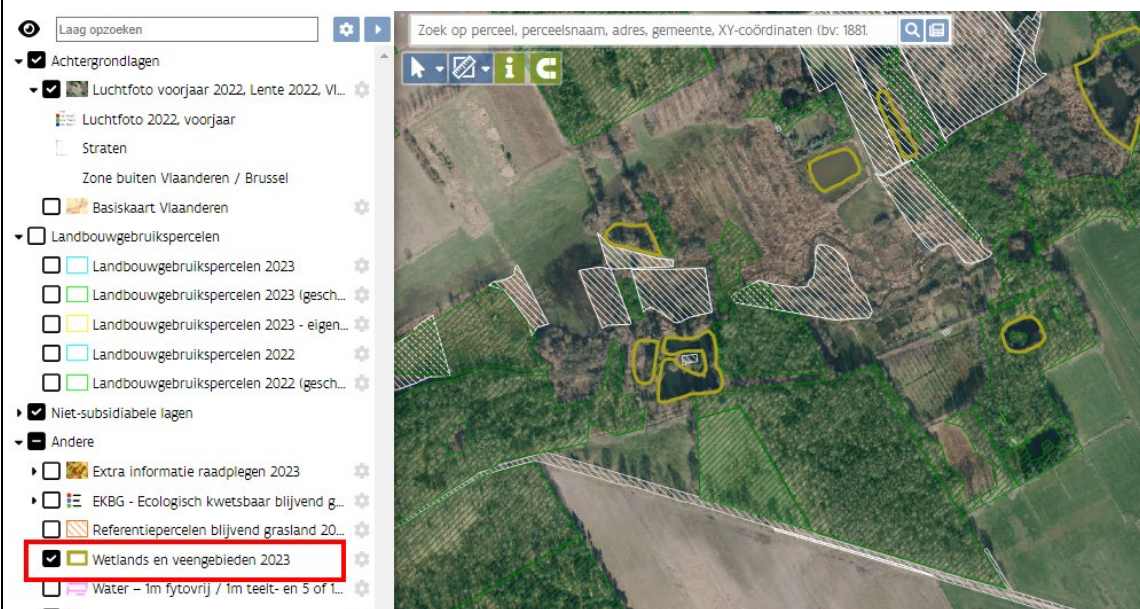 Laag opzoeken
Zoek op perceel, perceelsnaam, adres, gemeente, XY-coördinaten (bv: 1881.
Achtergrondlagen
Luchtfoto voorjaar 2022, Lente 2022, Vl...
Luchtfoto 2022, voorjaar
Straten
Zone buiten Vlaanderen / Brussel
Basiskaart Vlaanderen
Landbouwgebruikspercelen
Landbouwgebruikspercelen 2023
Landbouwgebruikspercelen 2023 (gesch...
Landbouwgebruikspercelen 2023 - eigen...
Landbouwgebruikspercelen 2022
Landbouwgebruikspercelen 2022 (gesch...
Niet-subsidiabele lagen
Andere
Extra informatie raadplegen 2023
EKBG - Ecologisch kwetsbaar blijvend g...
Referentiepercelen blijvend grasland 20...
Wetlands en veengebieden 2023
Water – 1m fytovrij / 1m teelt- en 5 of 1...